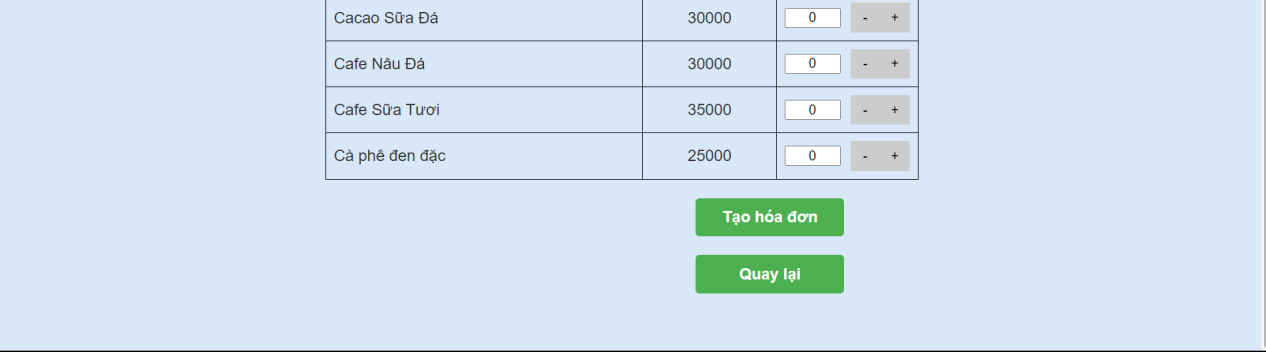 Cacao Sữa Đá 30000 0 - +
Cafe Nâu Đá 30000 0 - +
Cafe Sữa Tươi 35000 0 - +
Cà phê đen đặc 25000 0 - +
Tạo hóa đơn
Quay lại